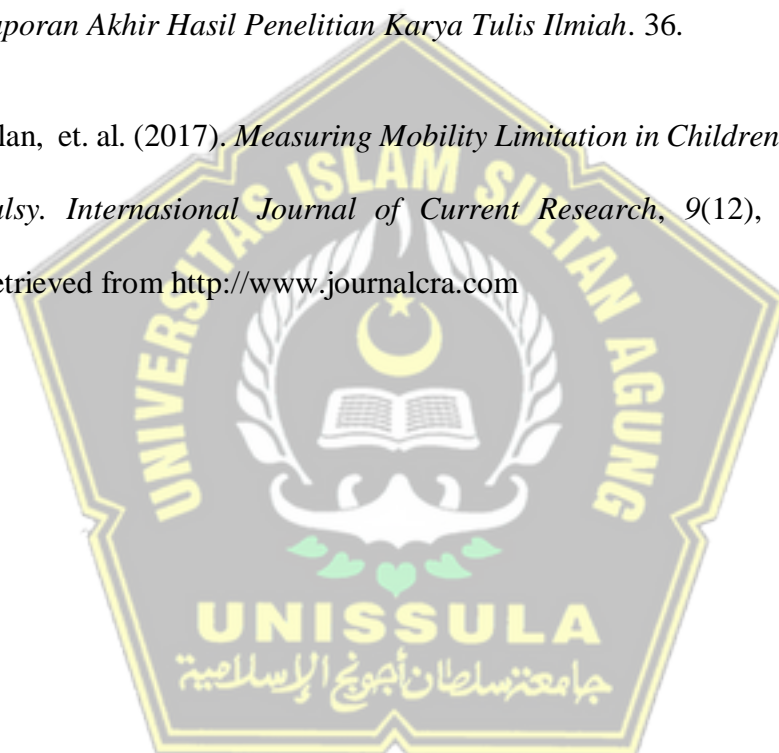 aporan Akhir Hasil Penelitian Karya Tulis Ilmiah. 36.
lan, et. al. (2017). Measuring Mobility Limitation in Children
alsy. Internasional Journal of Current Research, 9(12),
etrieved from http://www.journalcra.com
UNIVERSITAS ISLAM SULTAN AGUNG
UNISSULA
جامعة سلطان أجونج الإسلامية